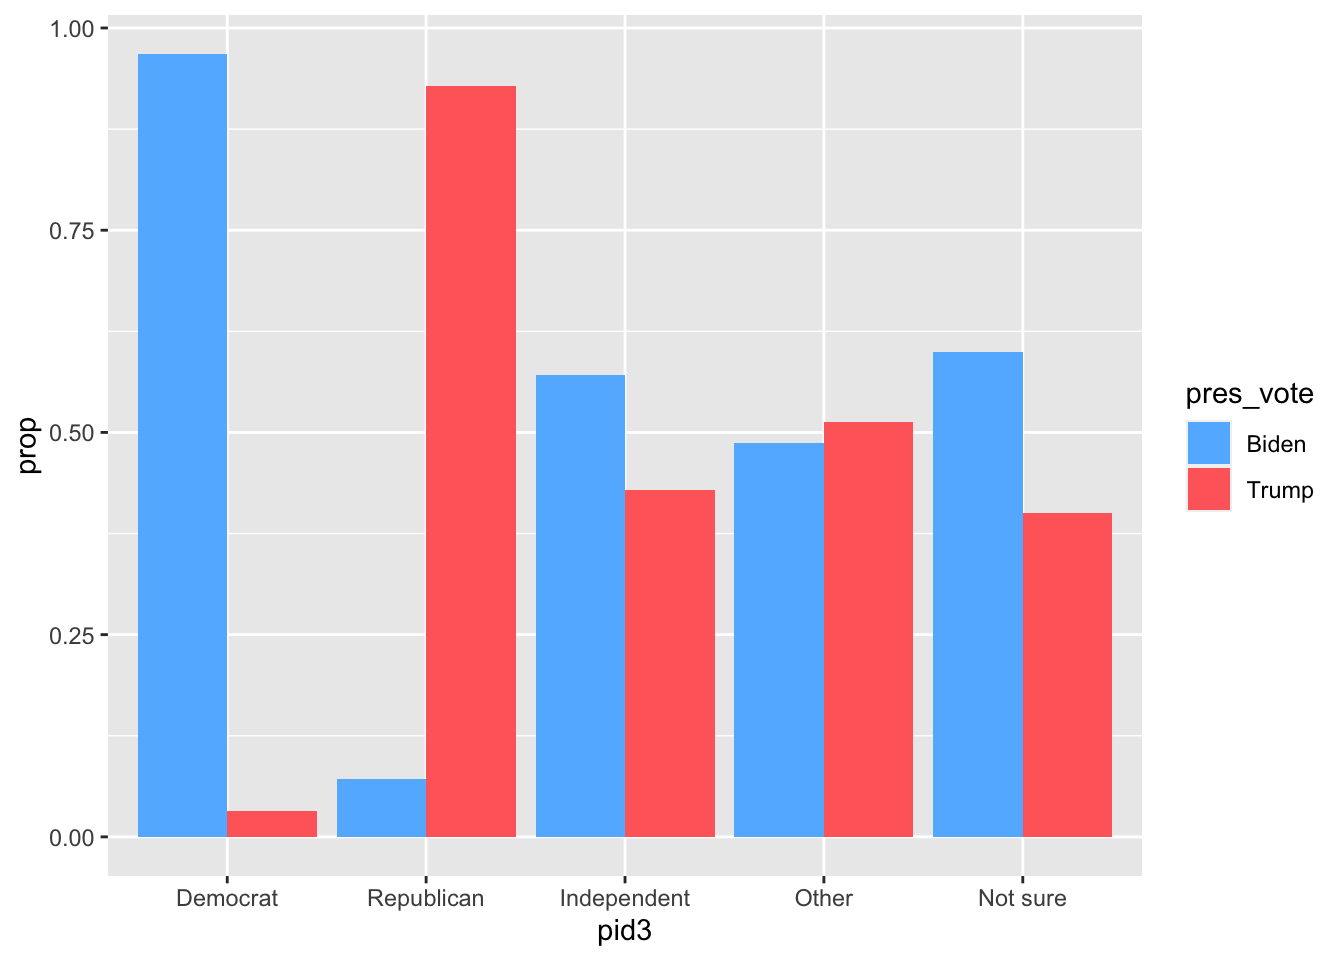 1.00
0.75
0.50
0.25
0.00
prop
Democrat
Republican
Independent
Other
Not sure
pid3
pres_vote
Biden
Trump